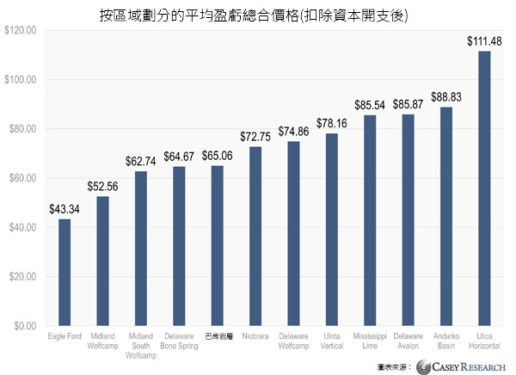 按區域劃分的平均盈虧總合價格(扣除資本開支後)
$120.00
$100.00
$80.00
$60.00
$40.00
$20.00
$0.00
$43.34
$52.56
$62.74
$64.67
$65.06
$72.75
$74.86
$78.16
$85.54
$85.87
$88.83
$111.48
Eagle Ford
Midland
Wolfcamp
Midland
South
Wolfcamp
Delaware
Bone Spring
巴肯岩層
Niobrara
Delaware
Wolfcamp
Uinta
Vertical
Mississippi
Lime
Delaware
Avalon
Andarko
Basin
Utica
Horizontal
圖表來源：
CASEY RESEARCH